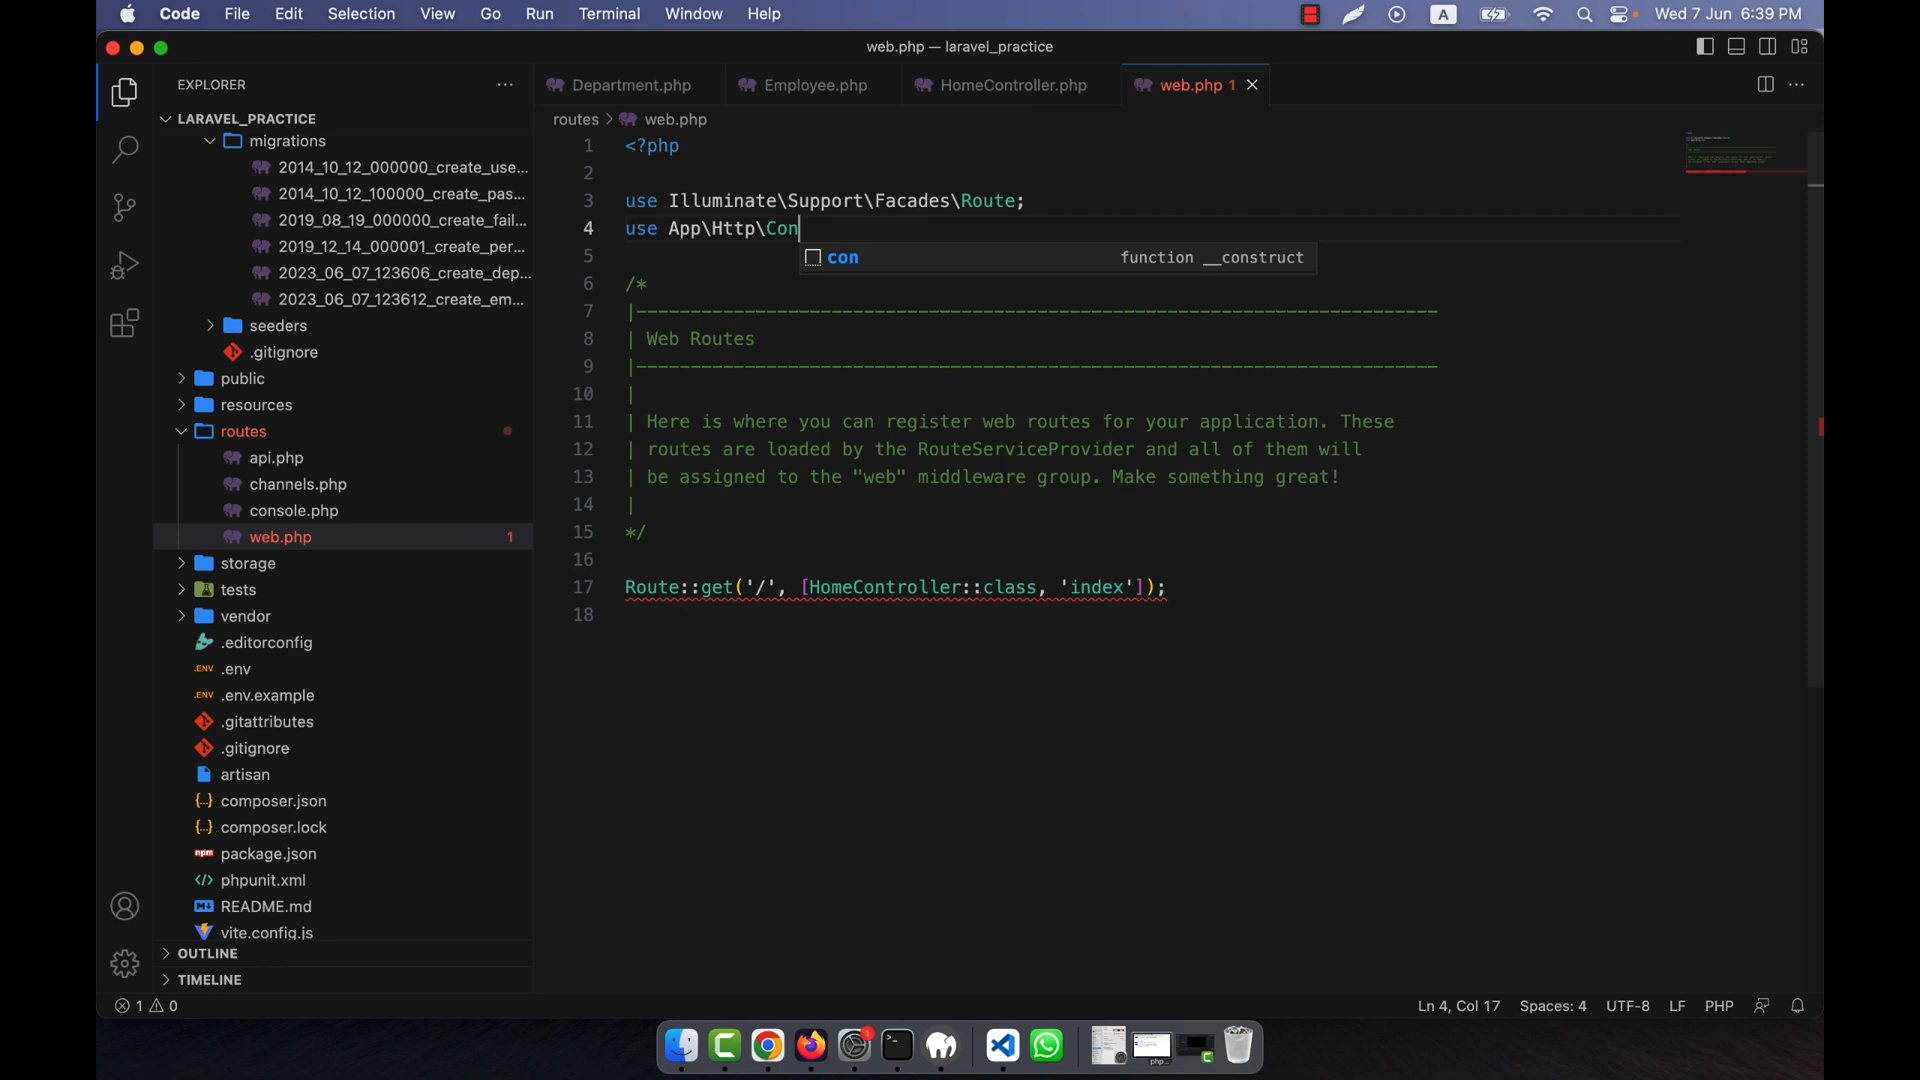 Code File Edit Selection View Go Run Terminal Window Help A Wed 7 Jun 6:39 PM
web.php — laravel_practice
EXPLORER
LARAVEL_PRACTICE
migrations
2014_10_12_000000_create_use...
2014_10_12_100000_create_pas...
2019_08_19_000000_create_fail...
2019_12_14_000001_create_per...
2023_06_07_123606_create_dep...
2023_06_07_123612_create_em...
seeders
.gitignore
public
resources
routes
api.php
channels.php
console.php
web.php 1
storage
tests
vendor
.editorconfig
.ENV .env
.ENV .env.example
.gitattributes
.gitignore
artisan
{..} composer.json
{..} composer.lock
npm package.json
</> phpunit.xml
README.md
vite.config.js
OUTLINE
TIMELINE
Department.php Employee.php HomeController.php web.php 1
routes > web.php
1 <?php
2
3 use Illuminate\Support\Facades\Route;
4 use App\Http\Con
con function __construct
5
6 /*
7 |--------------------------------------------------------------------------
8 | Web Routes
9 |--------------------------------------------------------------------------
10 |
11 | Here is where you can register web routes for your application. These
12 | routes are loaded by the RouteServiceProvider and all of them will
13 | be assigned to the "web" middleware group. Make something great!
14 |
15 */
16
17 Route::get('/', [HomeController::class, 'index']);
18
1 0 Ln 4, Col 17 Spaces: 4 UTF-8 LF PHP
1
php...